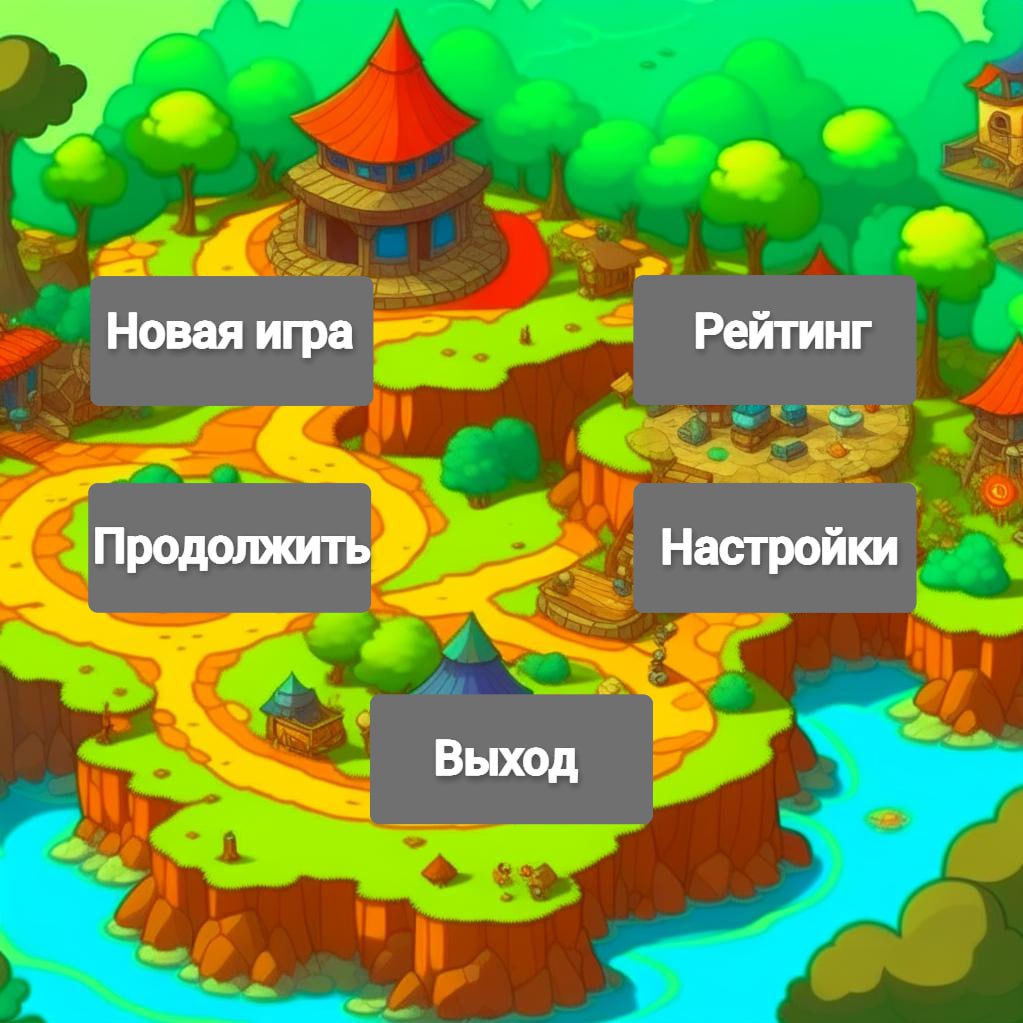 Новая игра
Рейтинг
Продолжить
Настройки
Выход